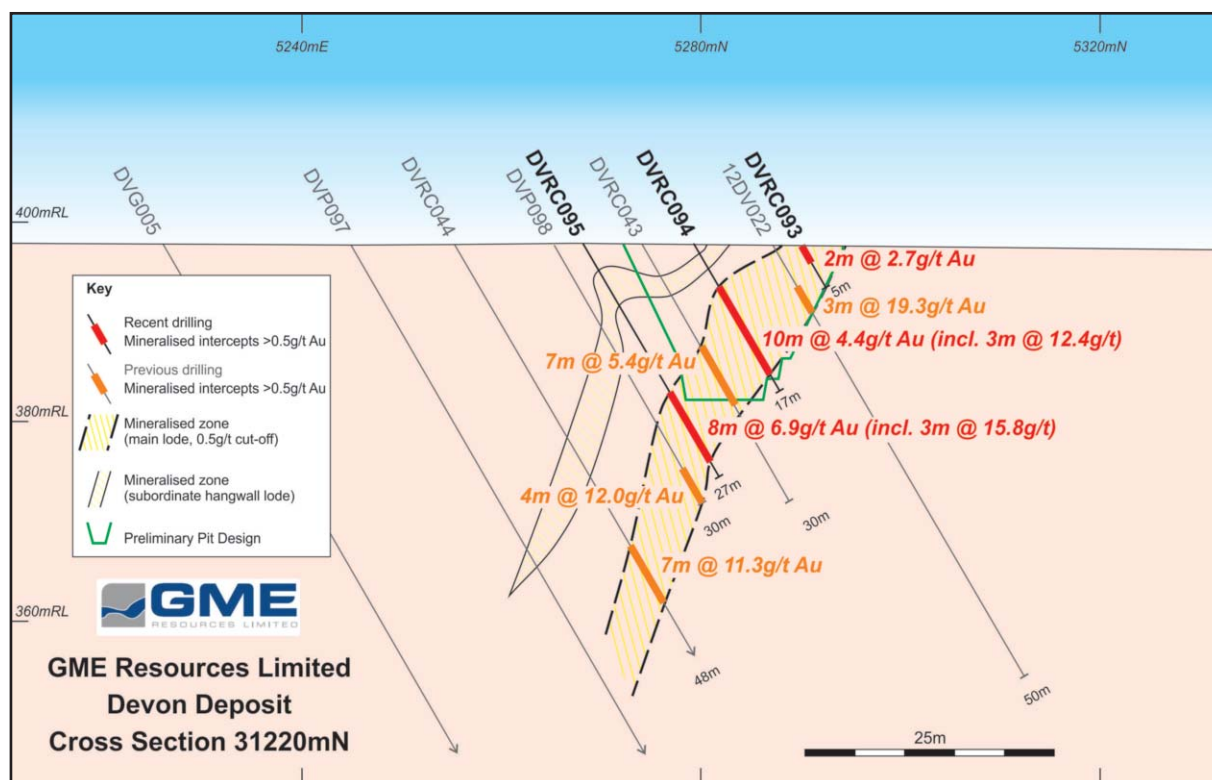 5240mE
5280mN
5320mN
DVG005
DVP097
DVRC044
DVP098
DVRC095
DVRC043
DVRC094
12DV022
DVRC093
400mRL
2m @ 2.7g/t Au
5m
3m @ 19.3g/t Au
10m @ 4.4g/t Au (incl. 3m @ 12.4g/t)
7m @ 5.4g/t Au
17m
380mRL
8m @ 6.9g/t Au (incl. 3m @ 15.8g/t)
27m
4m @ 12.0g/t Au
30m
30m
7m @ 11.3g/t Au
360mRL
48m
50m
Key
Recent drilling
Mineralised intercepts >0.5g/t Au
Previous drilling
Mineralised intercepts >0.5g/t Au
Mineralised zone
(main lode, 0.5g/t cut-off)
Mineralised zone
(subordinate hangwall lode)
Preliminary Pit Design
GME
RESOURCES LIMITED
GME Resources Limited
Devon Deposit
Cross Section 31220mN
25m